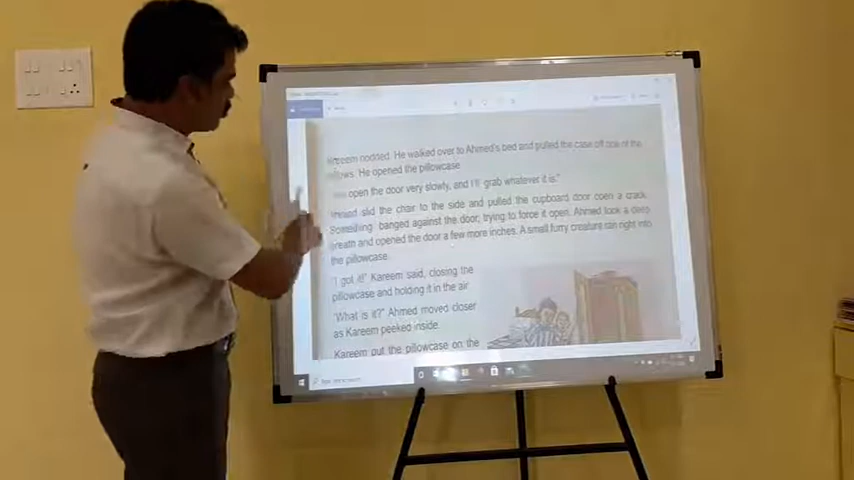 Kareem nodded. He walked over to Ahmed's bed and pulled the case off one of the
pillows. He opened the pillowcase.
open the door very slowly, and I'll grab whatever it is."
Ahmed slid the chair to the side and pulled the cupboard door open a crack.
Something banged against the door, trying to force it open. Ahmed took a deep
breath and opened the door a few more inches. A small furry creature ran right into
the pillowcase.
"I got it!" Kareem said, closing the
pillowcase and holding it in the air.
"What is it?" Ahmed moved closer
as Kareem peeked inside.
Kareem put the pillowcase on the